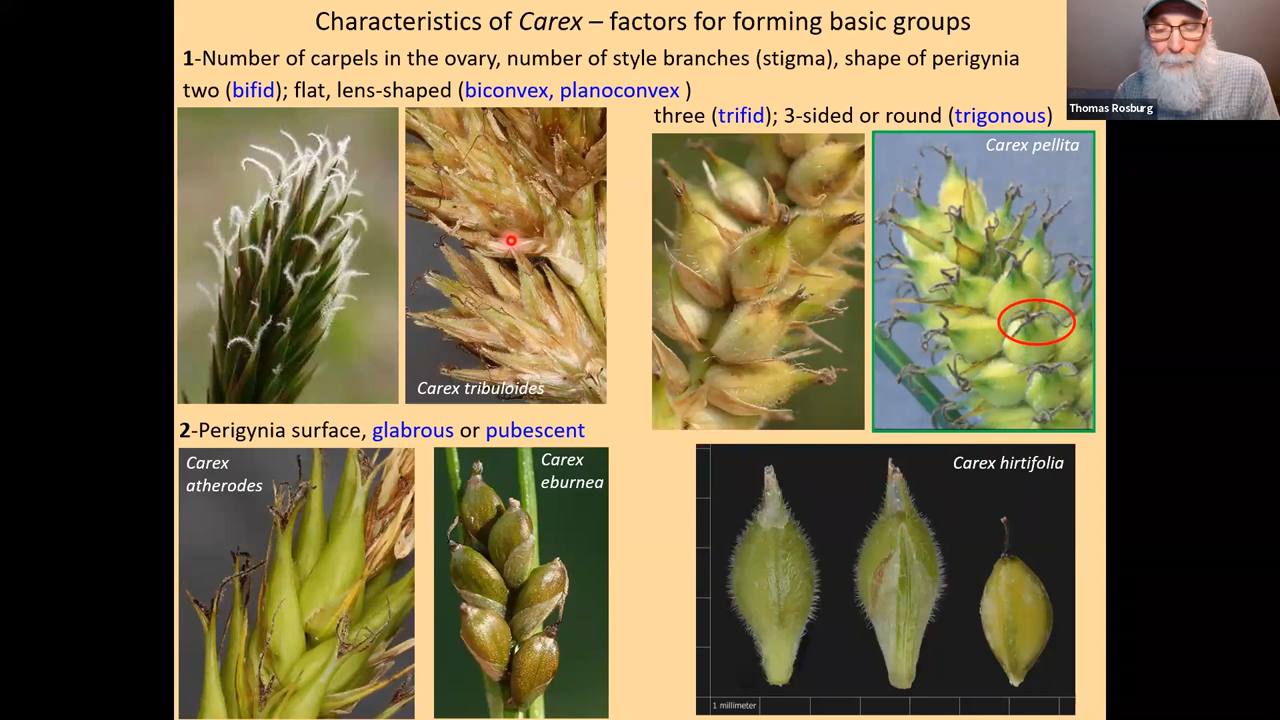 Characteristics of Carex – factors for forming basic groups
1-Number of carpels in the ovary, number of style branches (stigma), shape of perigynia
two (bifid); flat, lens-shaped (biconvex, planoconvex )
three (trifid); 3-sided or round (trigonous)
Thomas Rosburg
Carex pellita
Carex tribuloides
2-Perigynia surface, glabrous or pubescent
Carex
atherodes
Carex
eburnea
Carex hirtifolia
1 millimeter